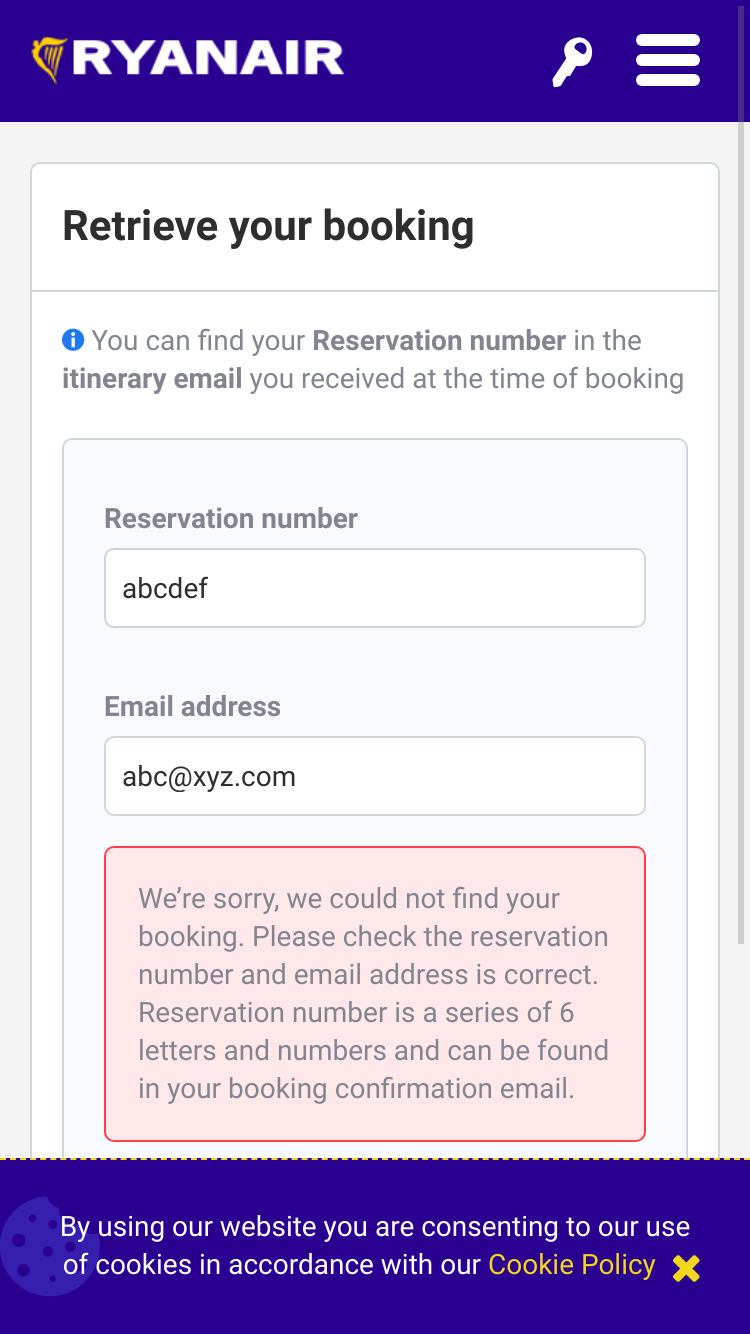 RYANAIR
Retrieve your booking
You can find your Reservation number in the
itinerary email you received at the time of booking
Reservation number
abcdef
Email address
abc@xyz.com
We’re sorry, we could not find your
booking. Please check the reservation
number and email address is correct.
Reservation number is a series of 6
letters and numbers and can be found
in your booking confirmation email.
By using our website you are consenting to our use
of cookies in accordance with our Cookie Policy